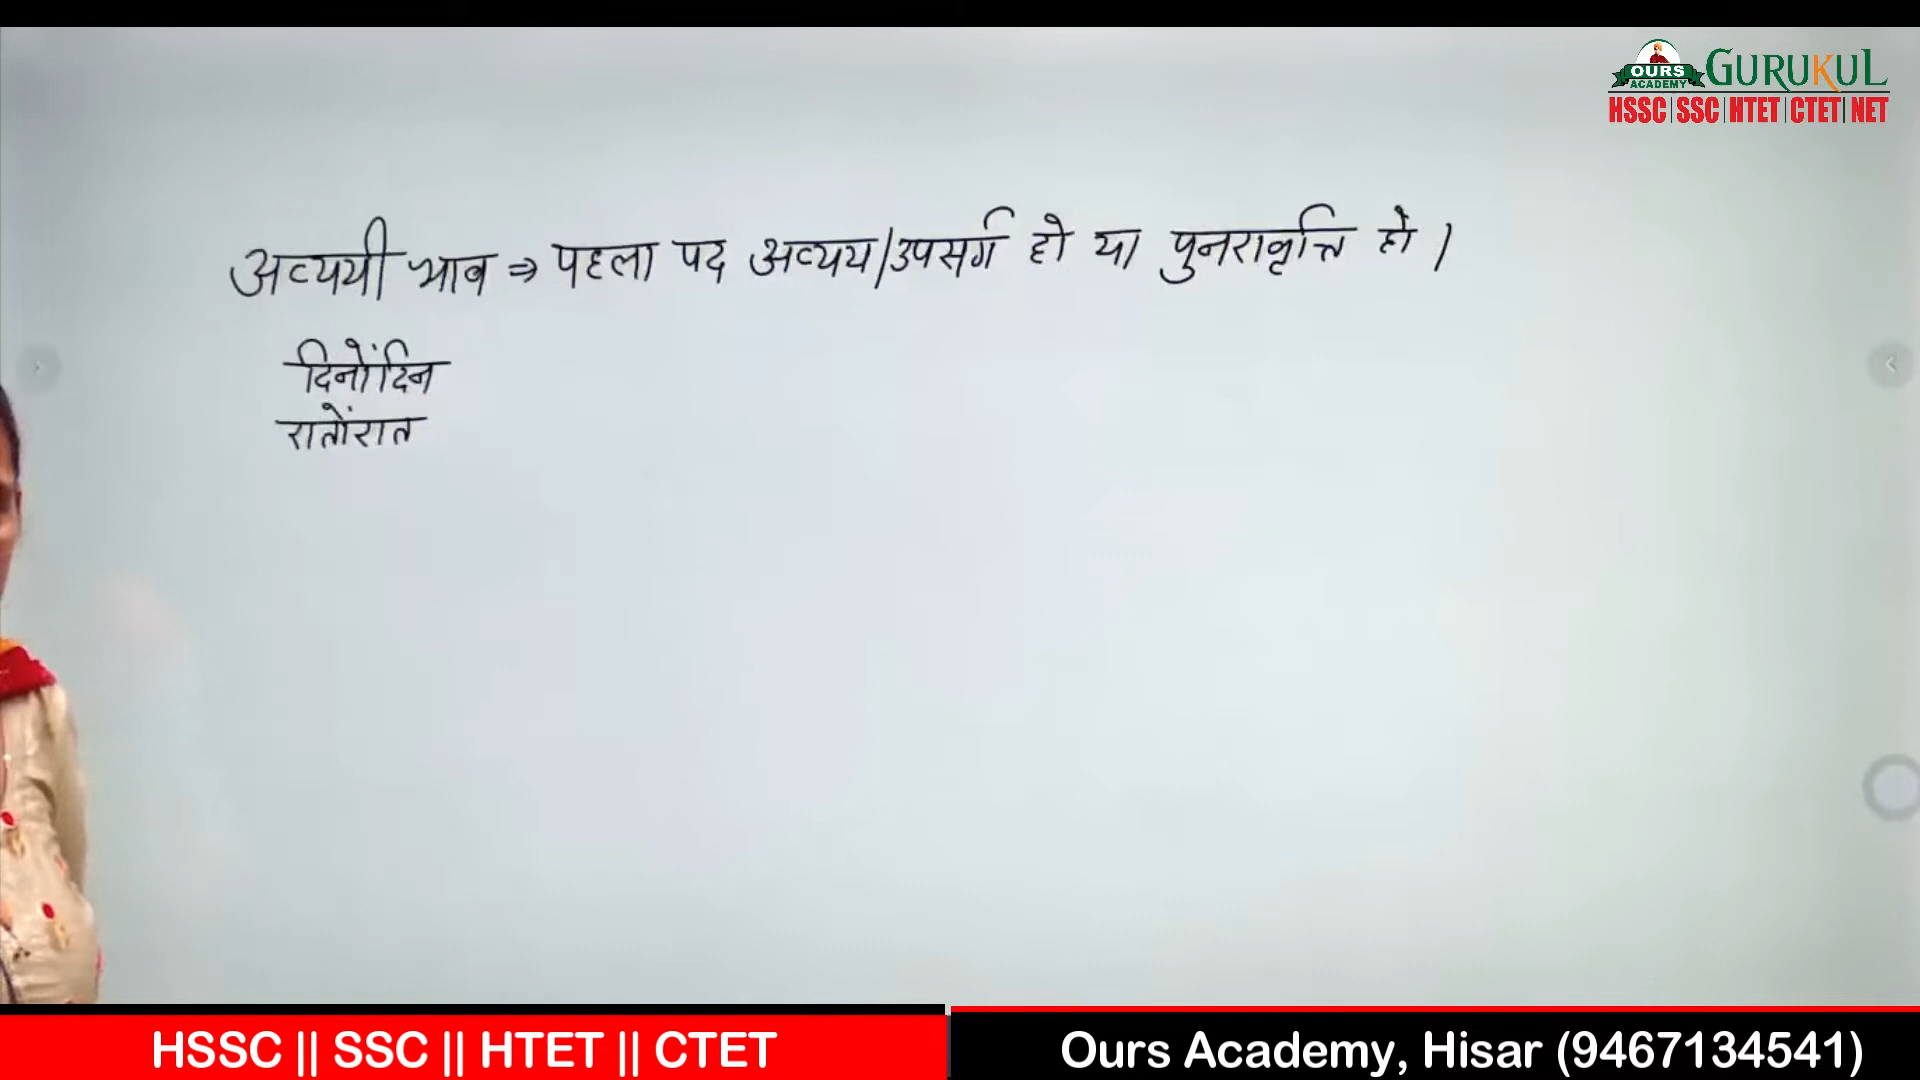 OURS
ACADEMY
GURUKUL
HSSC | SSC | HTET | CTET | NET
अव्ययी भाव ⇒ पहला पद अव्यय/उपसर्ग हो या पुनरावृत्ति हो।
दिनोंदिन
रातोंरात
HSSC || SSC || HTET || CTET
Ours Academy, Hisar (9467134541)